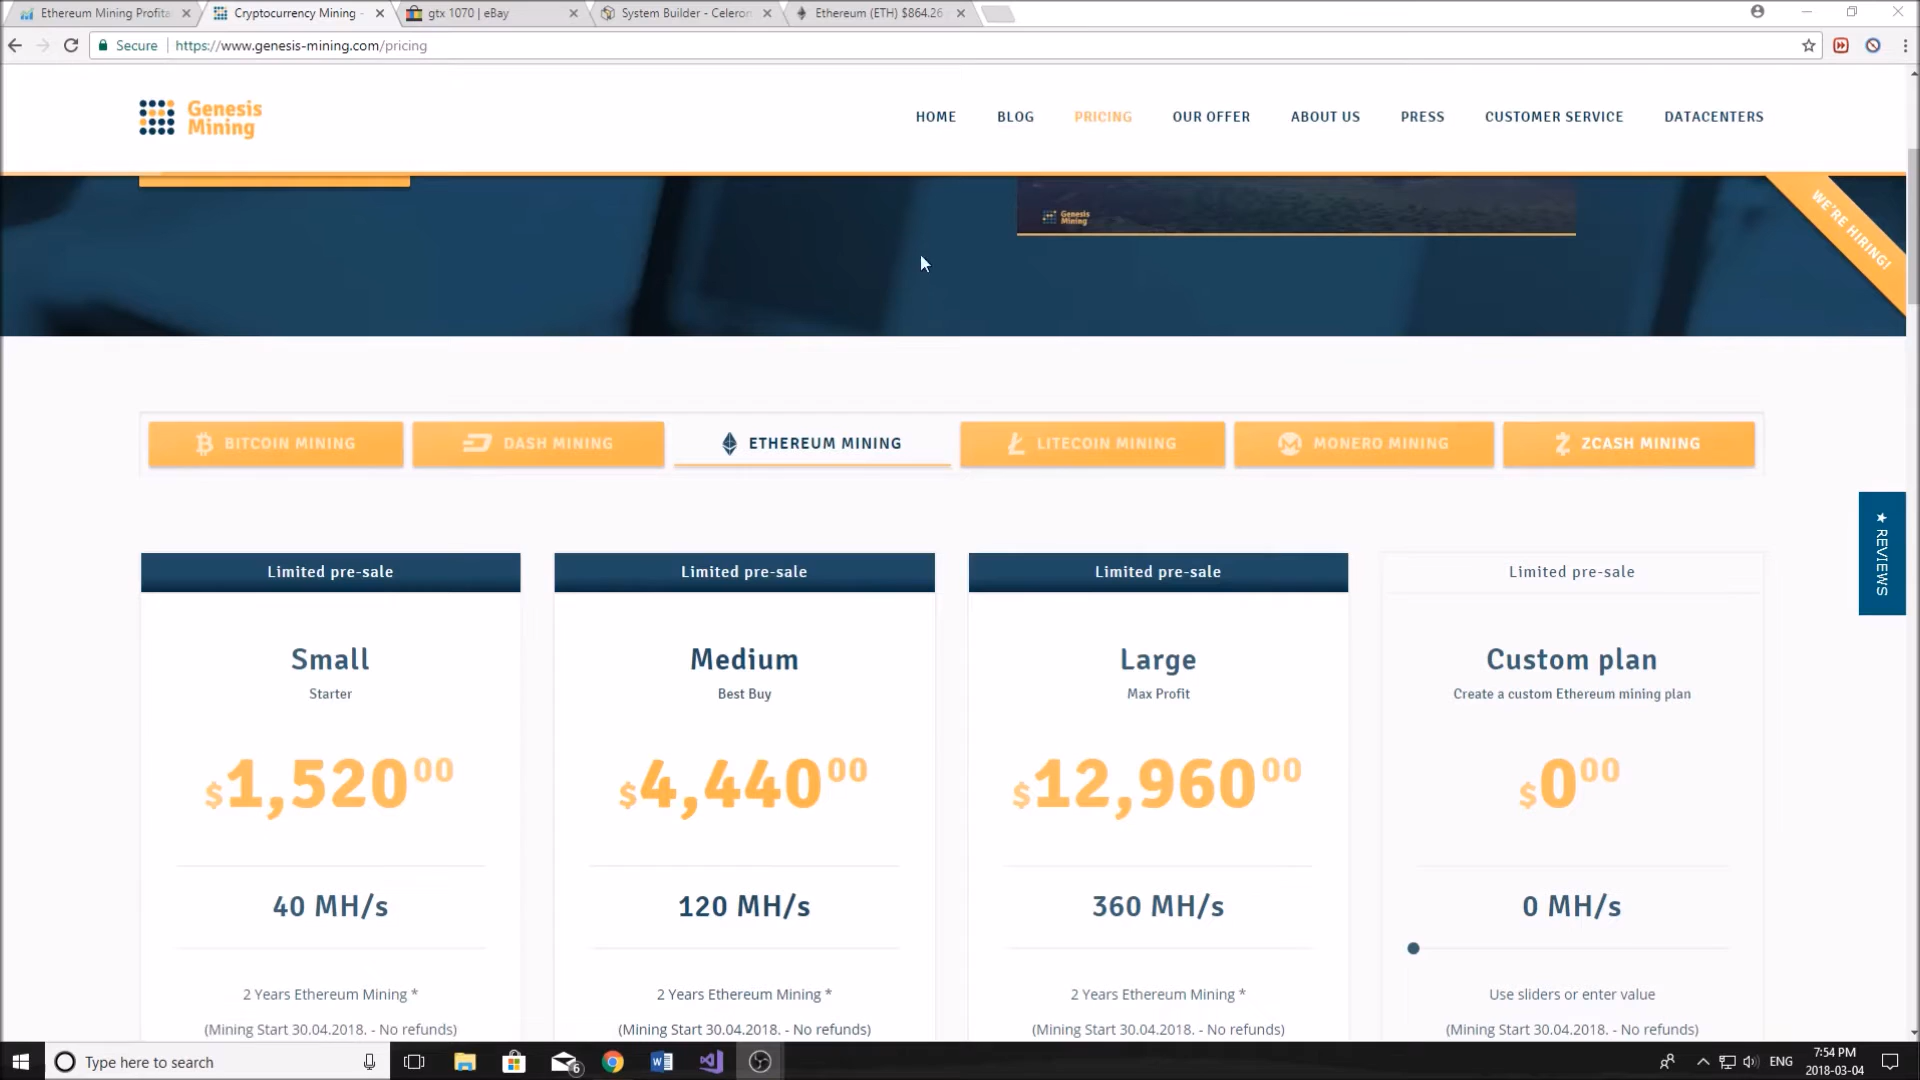 Ethereum Mining Profita
Cryptocurrency Mining -
gtx 1070 | eBay
System Builder - Celeron
Ethereum (ETH) $864.26
Secure
https://www.genesis-mining.com/pricing
Genesis
Mining
HOME
BLOG
PRICING
OUR OFFER
ABOUT US
PRESS
CUSTOMER SERVICE
DATACENTERS
Genesis
Mining
WE'RE HIRING!
BITCOIN MINING
DASH MINING
ETHEREUM MINING
LITECOIN MINING
MONERO MINING
ZCASH MINING
★ REVIEWS
Limited pre-sale
Small
Starter
$1,520 00
40 MH/s
2 Years Ethereum Mining *
(Mining Start 30.04.2018. - No refunds)
Limited pre-sale
Medium
Best Buy
$4,440 00
120 MH/s
2 Years Ethereum Mining *
(Mining Start 30.04.2018. - No refunds)
Limited pre-sale
Large
Max Profit
$12,960 00
360 MH/s
2 Years Ethereum Mining *
(Mining Start 30.04.2018. - No refunds)
Limited pre-sale
Custom plan
Create a custom Ethereum mining plan
$0 00
0 MH/s
Use sliders or enter value
(Mining Start 30.04.2018. - No refunds)
Type here to search
6
ENG
7:54 PM
2018-03-04